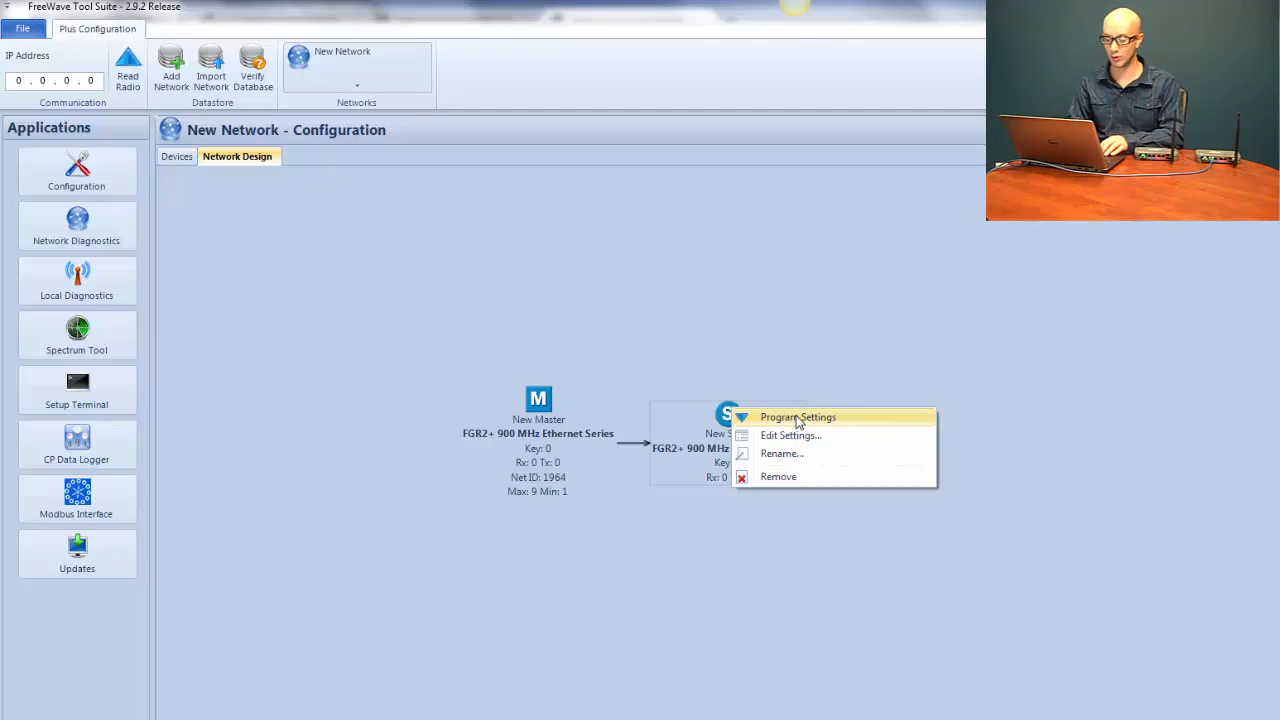 FreeWave Tool Suite - 2.9.2 Release
File
Plus Configuration
IP Address
0 . 0 . 0 . 0
Communication
Read
Radio
Add
Network
Import
Network
Verify
Database
Datastore
New Network
Networks
Applications
Configuration
Network Diagnostics
Local Diagnostics
Spectrum Tool
Setup Terminal
CP Data Logger
Modbus Interface
Updates
New Network - Configuration
Devices
Network Design
M
New Master
FGR2+ 900 MHz Ethernet Series
Key: 0
Rx: 0 Tx: 0
Net ID: 1964
Max: 9 Min: 1
S
New
FGR2+ 900 MHz
Key
Rx: 0
Program Settings
Edit Settings...
Rename...
Remove